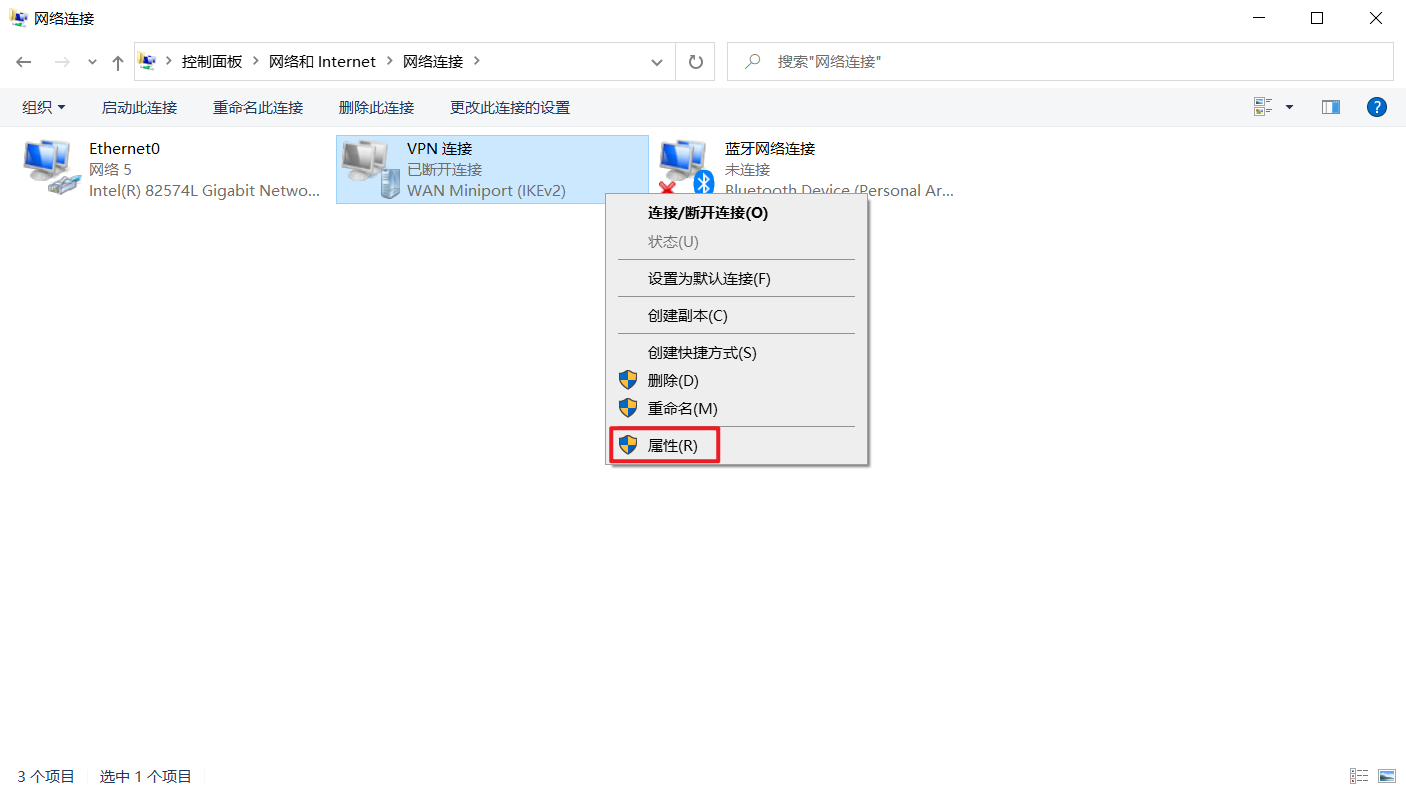 网络连接
控制面板 网络和 Internet 网络连接
搜索"网络连接"
组织 启动此连接 重命名此连接 删除此连接 更改此连接的设置
?
Ethernet0
网络 5
Intel(R) 82574L Gigabit Netwo...
VPN 连接
已断开连接
WAN Miniport (IKEv2)
蓝牙网络连接
未连接
Bluetooth Device (Personal Ar...
连接/断开连接(O)
状态(U)
设置为默认连接(F)
创建副本(C)
创建快捷方式(S)
删除(D)
重命名(M)
属性(R)
3 个项目 选中 1 个项目